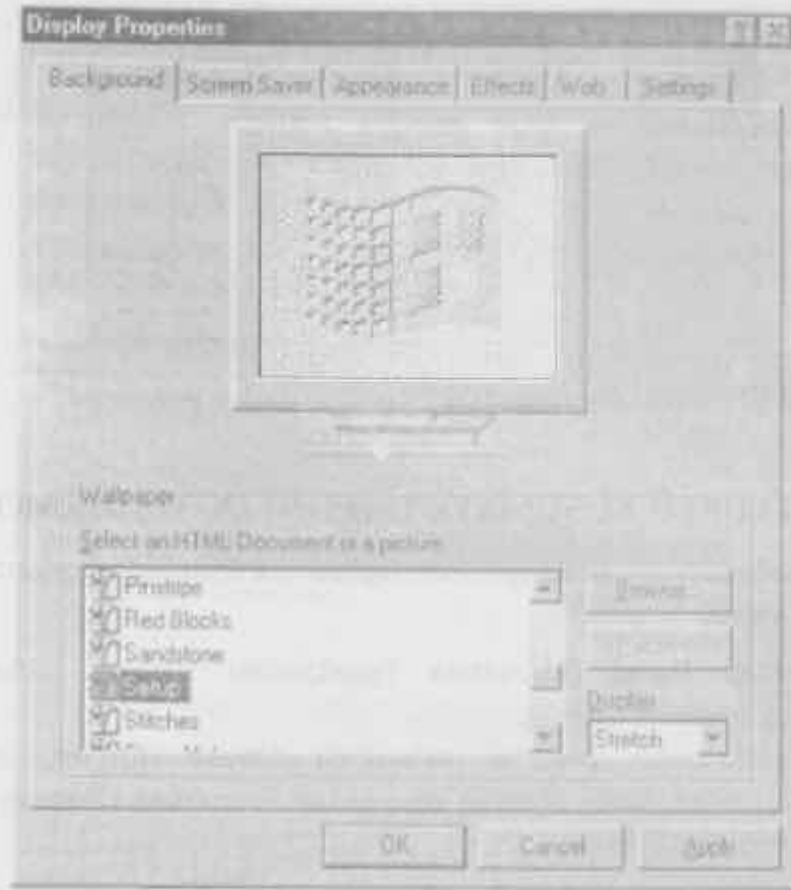 Display Properties
Background Screen Saver Appearance Effects Web Settings
Wallpaper
Select an HTML Document or a picture
Pinstripe
Red Blocks
Sandstone
Setup
Stitches
Browse...
Display
Stretch
OK Cancel Apply